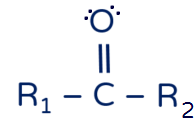 O
R₁ – C – R₂